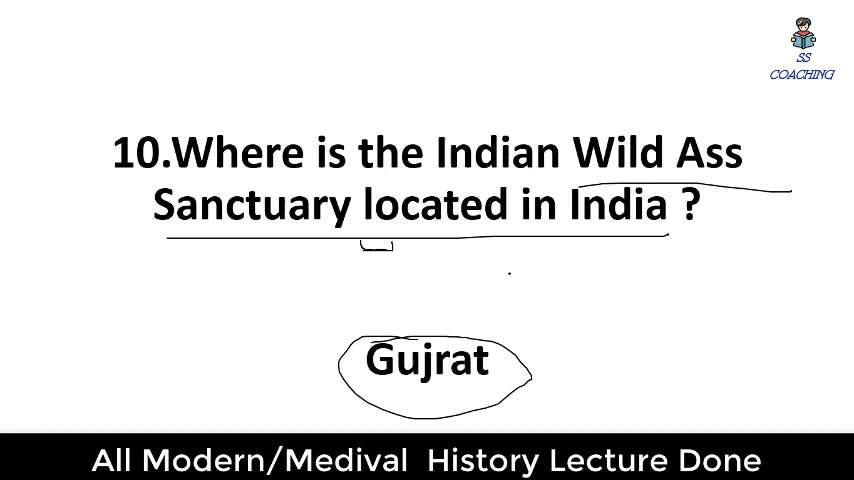 SS
COACHING
10.Where is the Indian Wild Ass
Sanctuary located in India ?
Gujrat
All Modern/Medival History Lecture Done